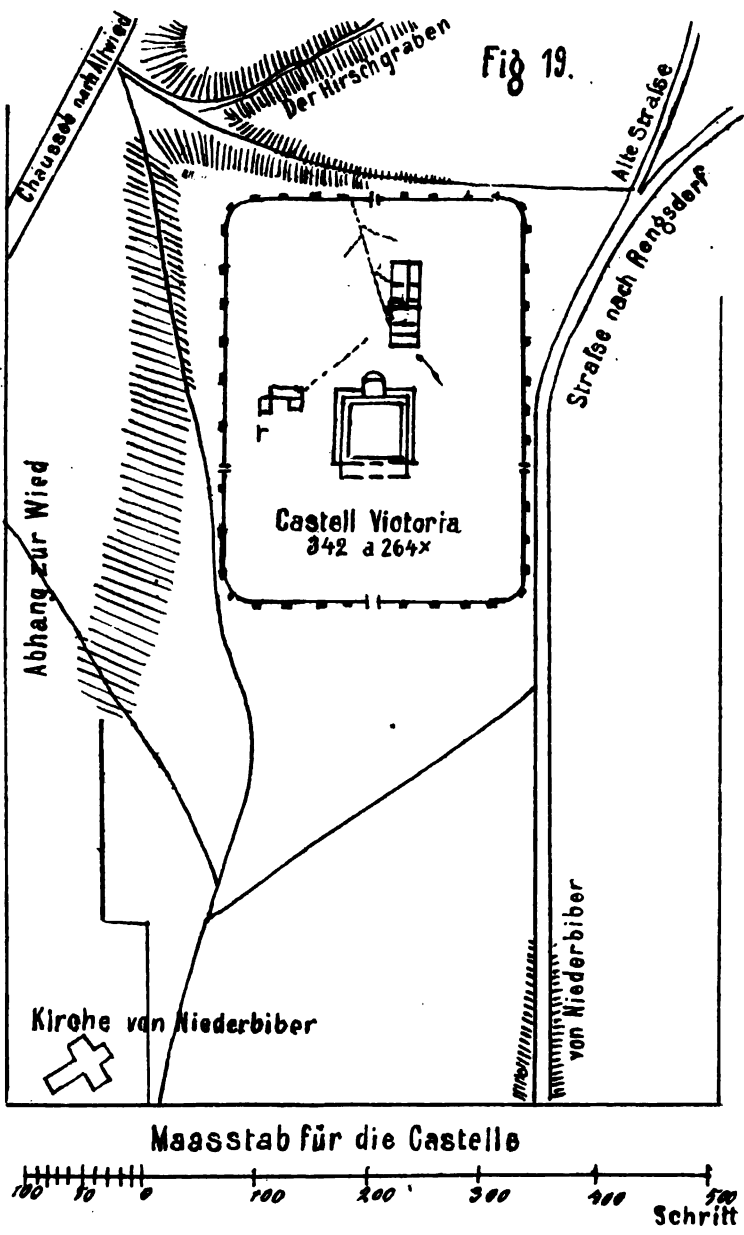 Fig 19.
Chaussee nach Altwied
Der Hirschgraben
Alte Straſse
Straſse nach Rengsdorf
Castell Victoria
342 a 264×
Abhang zur Wied
von Niederbiber
Kirche von Niederbiber
Maasstab für die Castelle
100 50 0 100 200 300 400 500
Schritt